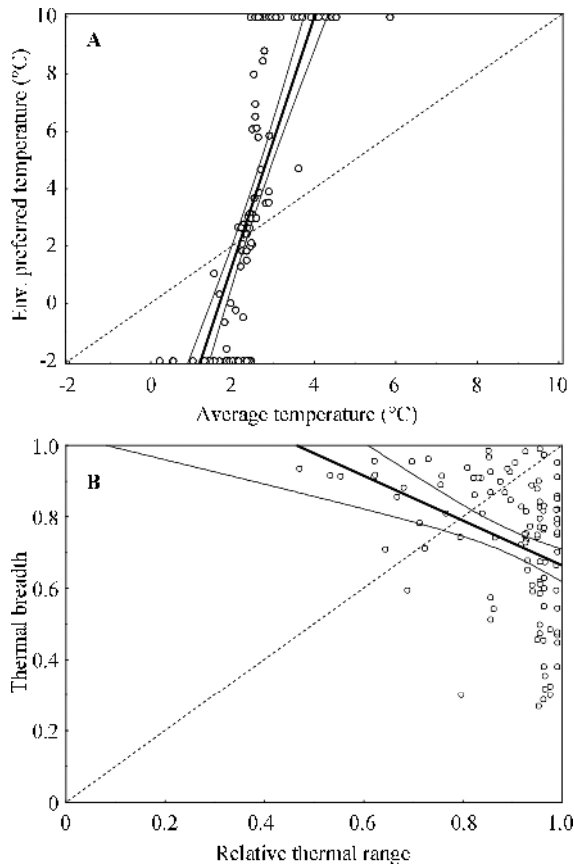 10
A
8
6
4
2
0
-2
Env. preferred temperature (°C)
-2 0 2 4 6 8 10
Average temperature (°C)
1.0
B
0.8
0.6
0.4
0.2
0
Thermal breadth
0 0.2 0.4 0.6 0.8 1.0
Relative thermal range